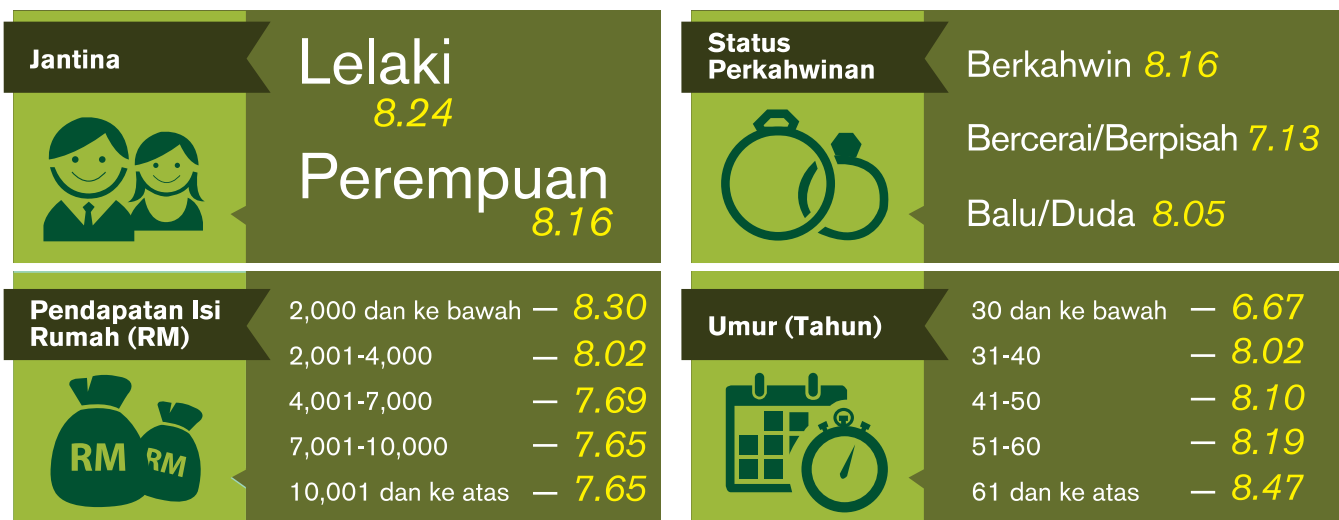 Jantina
Lelaki
8.24
Perempuan
8.16
Status
Perkahwinan
Berkahwin 8.16
Bercerai/Berpisah 7.13
Balu/Duda 8.05
Pendapatan Isi
Rumah (RM)
RM RM
2,000 dan ke bawah — 8.30
2,001-4,000 — 8.02
4,001-7,000 — 7.69
7,001-10,000 — 7.65
10,001 dan ke atas — 7.65
Umur (Tahun)
30 dan ke bawah — 6.67
31-40 — 8.02
41-50 — 8.10
51-60 — 8.19
61 dan ke atas — 8.47